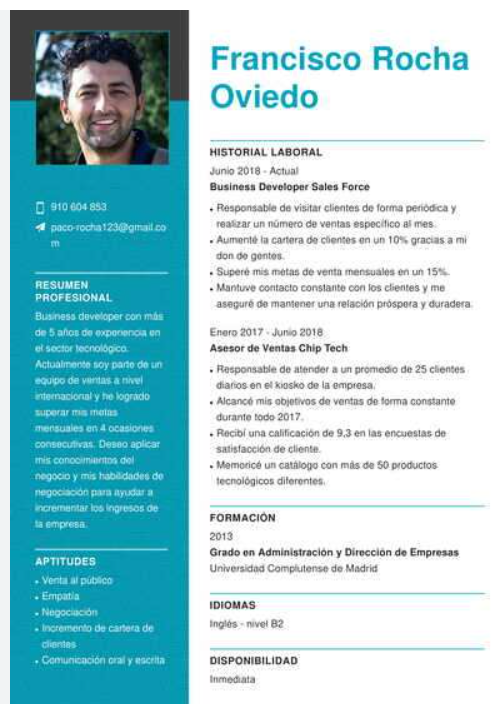 Francisco Rocha
Oviedo
910 604 853
paco-rocha123@gmail.co
m
RESUMEN
PROFESIONAL
Business developer con más
de 5 años de experiencia en
el sector tecnológico.
Actualmente soy parte de un
equipo de ventas a nivel
internacional y he logrado
superar mis metas
mensuales en 4 ocasiones
consecutivas. Deseo aplicar
mis conocimientos del
negocio y mis habilidades de
negociación para ayudar a
incrementar los ingresos de
la empresa.
APTITUDES
• Venta al público
• Empatía
• Negociación
• Incremento de cartera de
clientes
• Comunicación oral y escrita
HISTORIAL LABORAL
Junio 2018 - Actual
Business Developer Sales Force
• Responsable de visitar clientes de forma periódica y
realizar un número de ventas específico al mes.
• Aumenté la cartera de clientes en un 10% gracias a mi
don de gentes.
• Superé mis metas de venta mensuales en un 15%.
• Mantuve contacto constante con los clientes y me
aseguré de mantener una relación próspera y duradera.
Enero 2017 - Junio 2018
Asesor de Ventas Chip Tech
• Responsable de atender a un promedio de 25 clientes
diarios en el kiosko de la empresa.
• Alcancé mis objetivos de ventas de forma constante
durante todo 2017.
• Recibí una calificación de 9,3 en las encuestas de
satisfacción de cliente.
• Memoricé un catálogo con más de 50 productos
tecnológicos diferentes.
FORMACIÓN
2013
Grado en Administración y Dirección de Empresas
Universidad Complutense de Madrid
IDIOMAS
Inglés - nivel B2
DISPONIBILIDAD
Inmediata